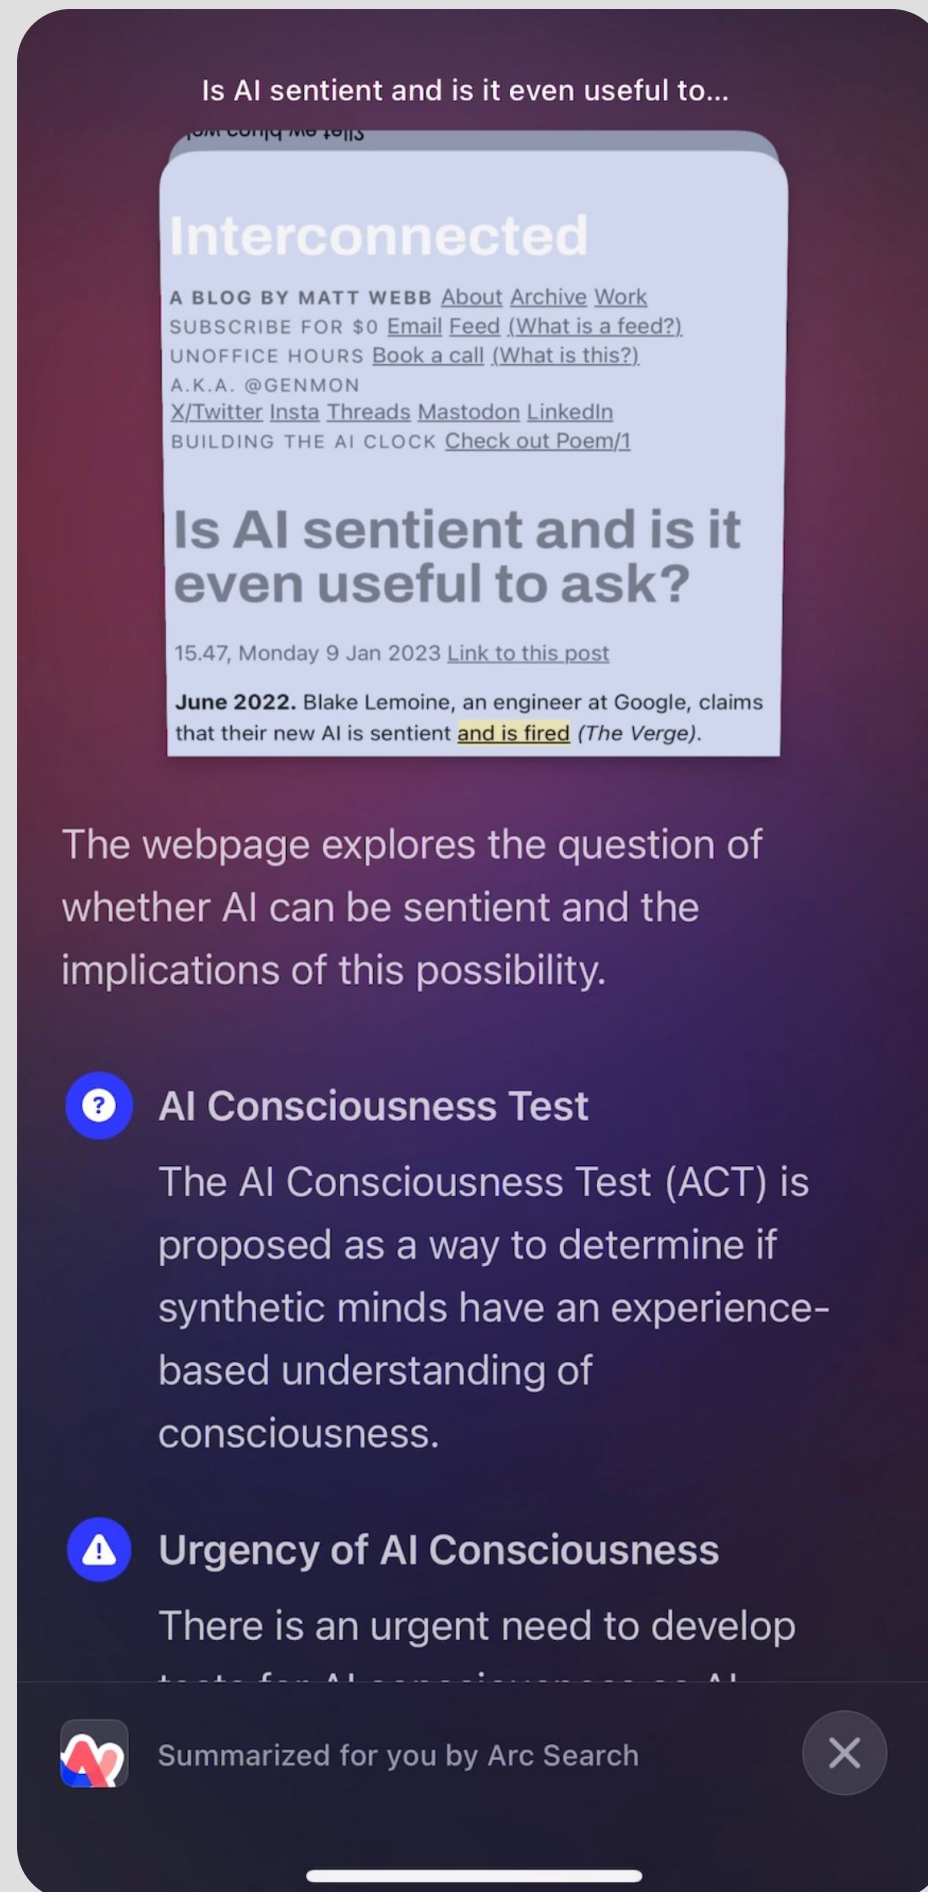 Is AI sentient and is it even useful to...
Interconnected
A BLOG BY MATT WEBB About Archive Work
SUBSCRIBE FOR $0 Email Feed (What is a feed?)
UNOFFICE HOURS Book a call (What is this?)
A.K.A. @GENMON
X/Twitter Insta Threads Mastodon LinkedIn
BUILDING THE AI CLOCK Check out Poem/1
Is AI sentient and is it
even useful to ask?
15.47, Monday 9 Jan 2023 Link to this post
June 2022. Blake Lemoine, an engineer at Google, claims
that their new AI is sentient and is fired (The Verge).
The webpage explores the question of
whether AI can be sentient and the
implications of this possibility.
AI Consciousness Test
The AI Consciousness Test (ACT) is
proposed as a way to determine if
synthetic minds have an experience-
based understanding of
consciousness.
Urgency of AI Consciousness
There is an urgent need to develop
tests for AI consciousness as AI
Summarized for you by Arc Search